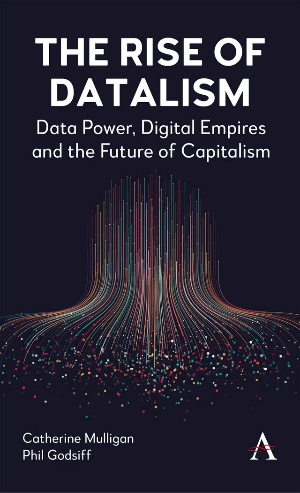 THE RISE OF
DATALISM
Data Power, Digital Empires
and the Future of Capitalism
Catherine Mulligan
Phil Godsiff